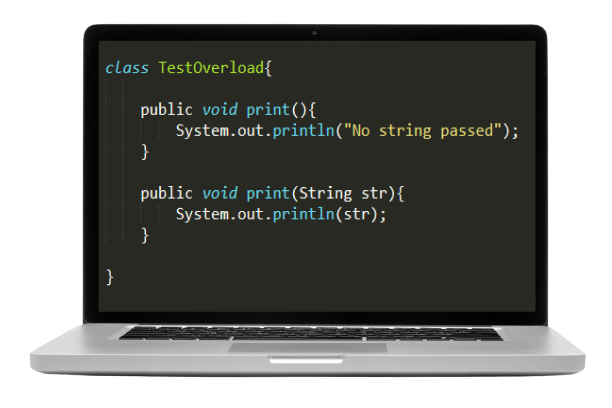 class TestOverload{
public void print(){
System.out.println("No string passed");
}
public void print(String str){
System.out.println(str);
}
}